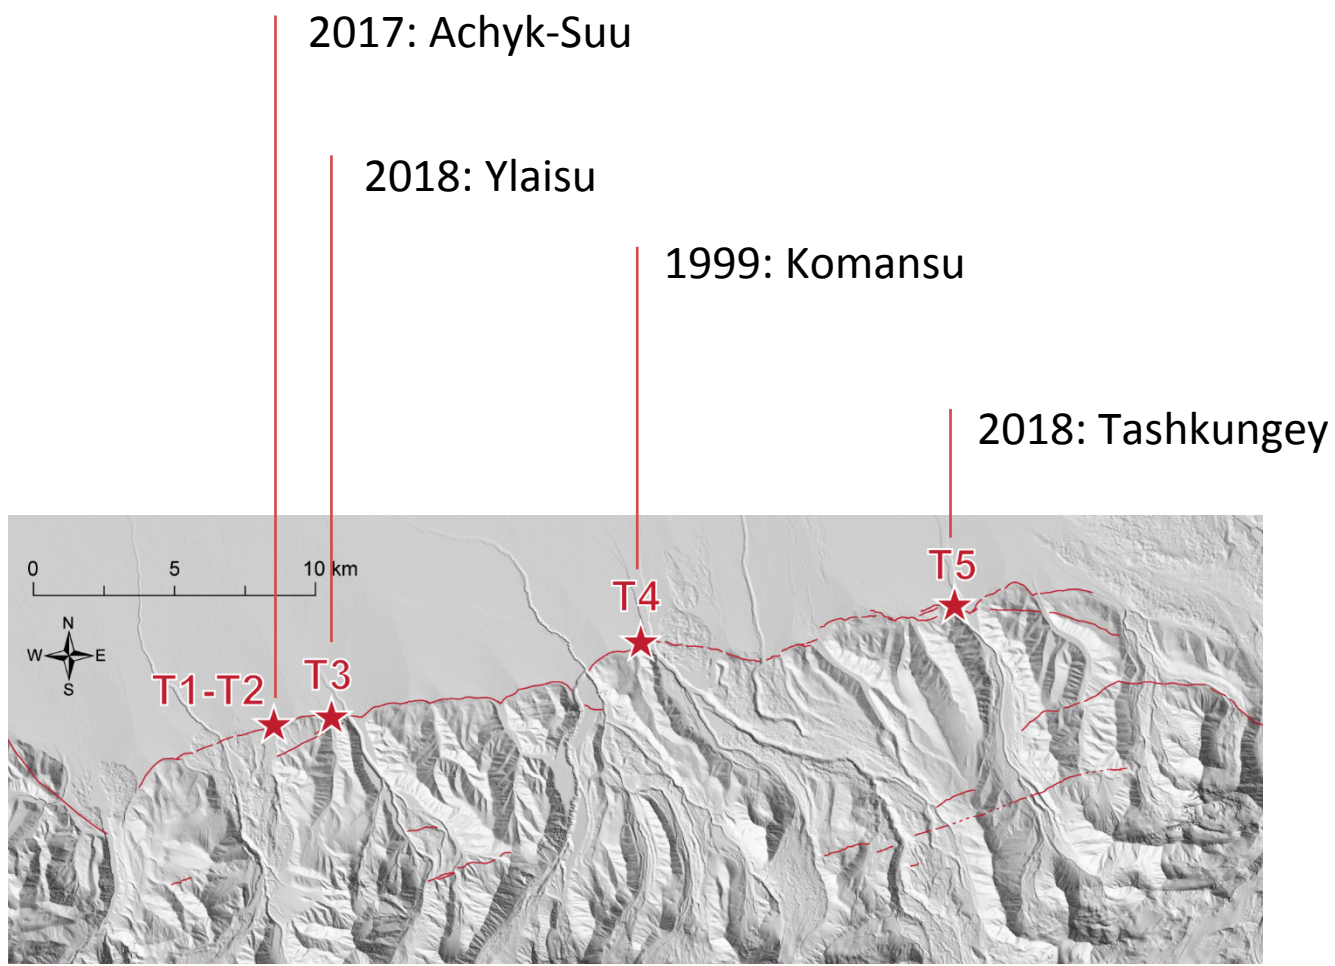 2017: Achyk-Suu
2018: Ylaisu
1999: Komansu
2018: Tashkungey
0 5 10 km
N
W E
S
T1-T2
T3
T4
T5